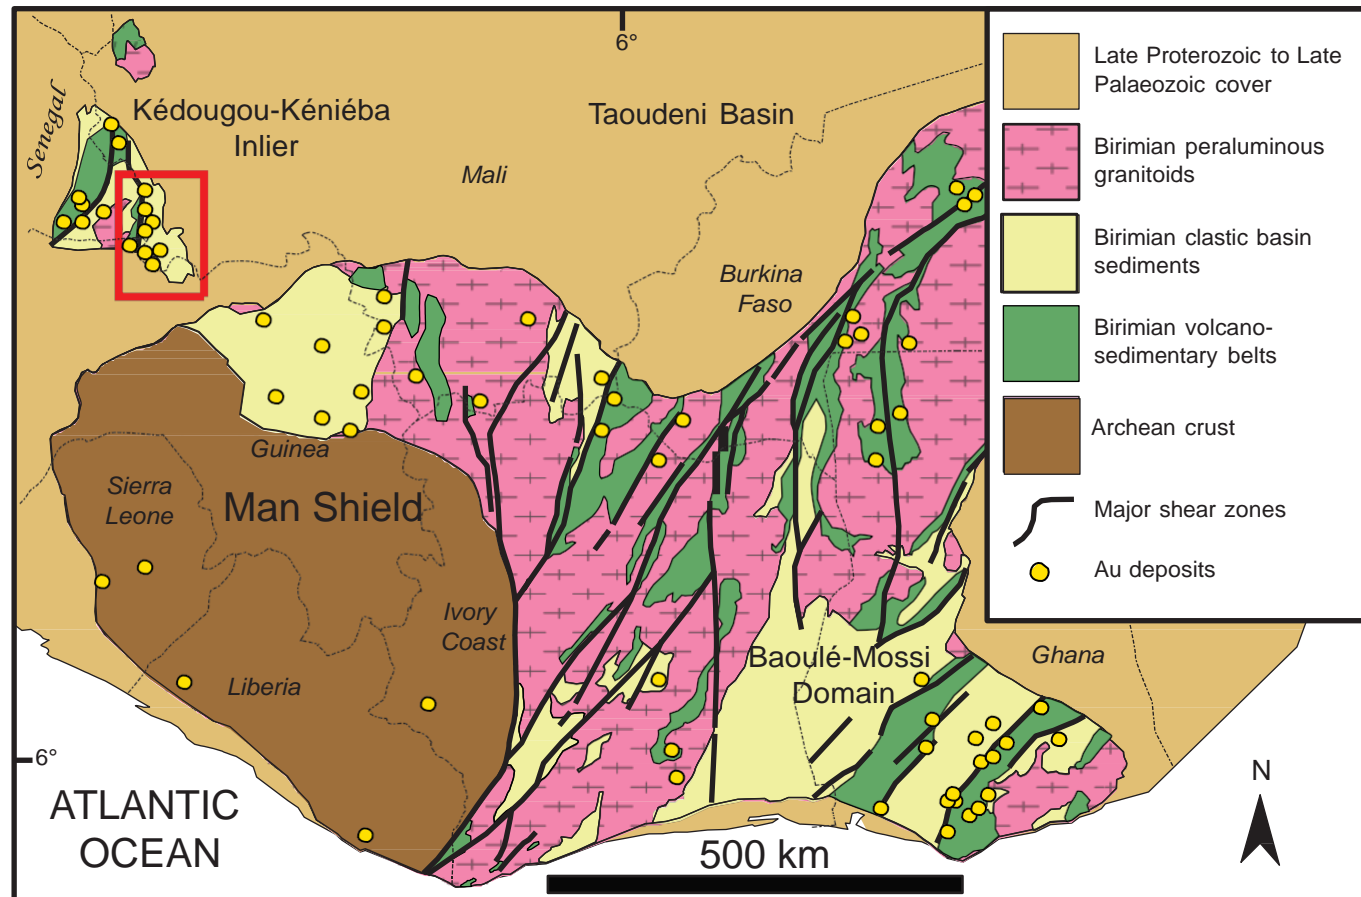 6°
Senegal
Kédougou-Kéniéba
Inlier
Taoudeni Basin
Mali
Burkina
Faso
Guinea
Sierra
Leone
Man Shield
Ivory
Coast
Liberia
Baoulé-Mossi
Domain
Ghana
6°
ATLANTIC
OCEAN
500 km
N
Late Proterozoic to Late
Palaeozoic cover
Birimian peraluminous
granitoids
Birimian clastic basin
sediments
Birimian volcano-
sedimentary belts
Archean crust
Major shear zones
Au deposits